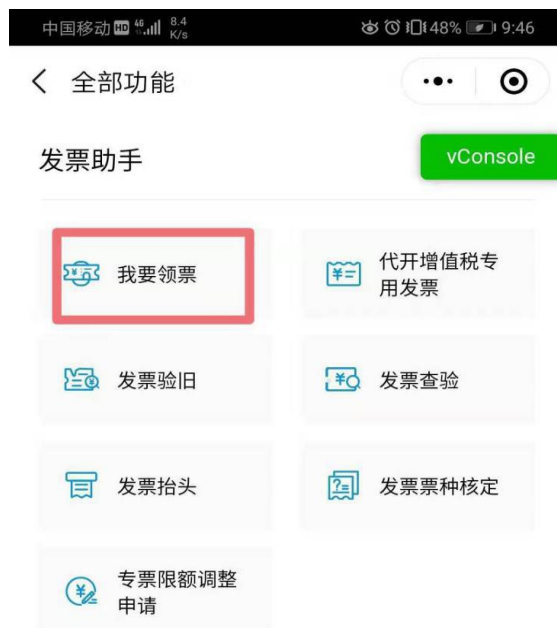 中国移动 HD 46 8.4 K/s 48% 9:46
全部功能
发票助手 vConsole
我要领票
代开增值税专
用发票
发票验旧
发票查验
发票抬头
发票票种核定
专票限额调整
申请